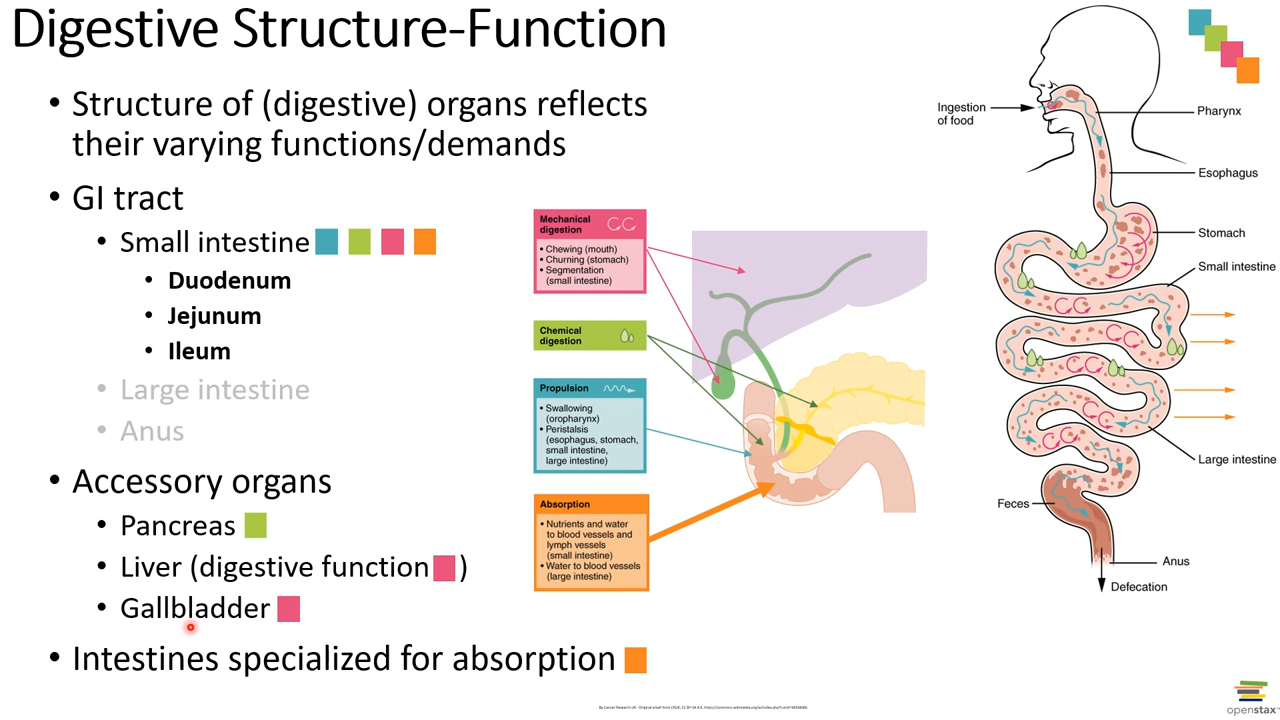 Digestive Structure-Function
• Structure of (digestive) organs reflects
their varying functions/demands
• GI tract
• Small intestine
• Duodenum
• Jejunum
• Ileum
• Large intestine
• Anus
• Accessory organs
• Pancreas
• Liver (digestive function )
• Gallbladder
• Intestines specialized for absorption
Mechanical
digestion
• Chewing (mouth)
• Churning (stomach)
• Segmentation
(small intestine)
Chemical
digestion
Propulsion
• Swallowing
(oropharynx)
• Peristalsis
(esophagus, stomach,
small intestine,
large intestine)
Absorption
• Nutrients and water
to blood vessels and
lymph vessels
(small intestine)
• Water to blood vessels
(large intestine)
Ingestion
of food
Pharynx
Esophagus
Stomach
Small intestine
Large intestine
Feces
Anus
Defecation
openstax™